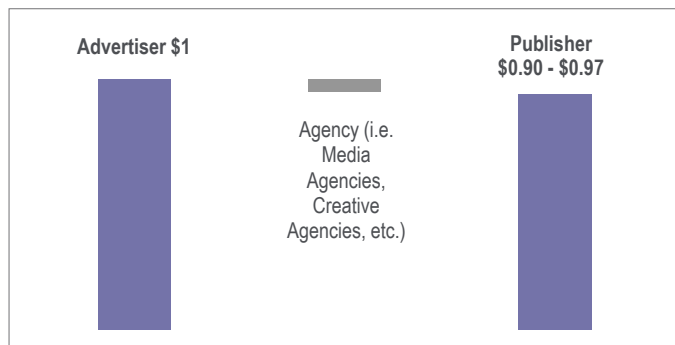 Advertiser $1
Publisher
$0.90 - $0.97
Agency (i.e.
Media
Agencies,
Creative
Agencies, etc.)